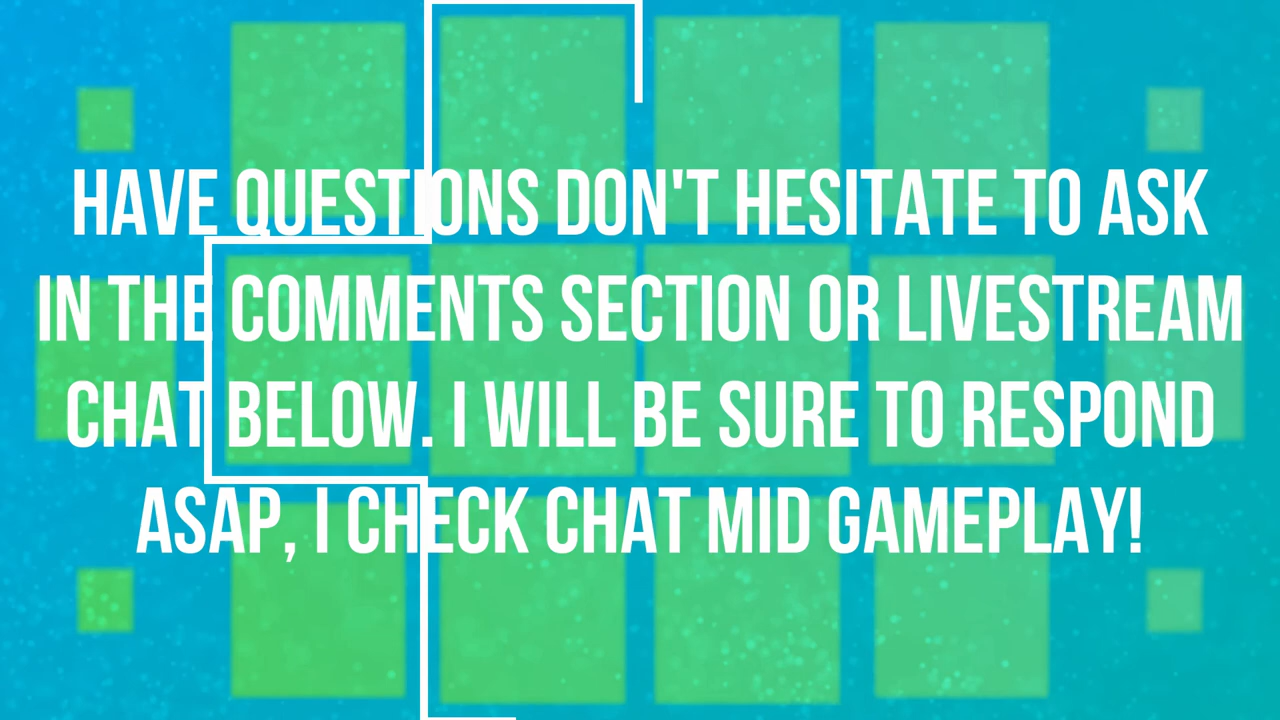 HAVE QUESTIONS DON'T HESITATE TO ASK
IN THE COMMENTS SECTION OR LIVESTREAM
CHAT BELOW. I WILL BE SURE TO RESPOND
ASAP, I CHECK CHAT MID GAMEPLAY!